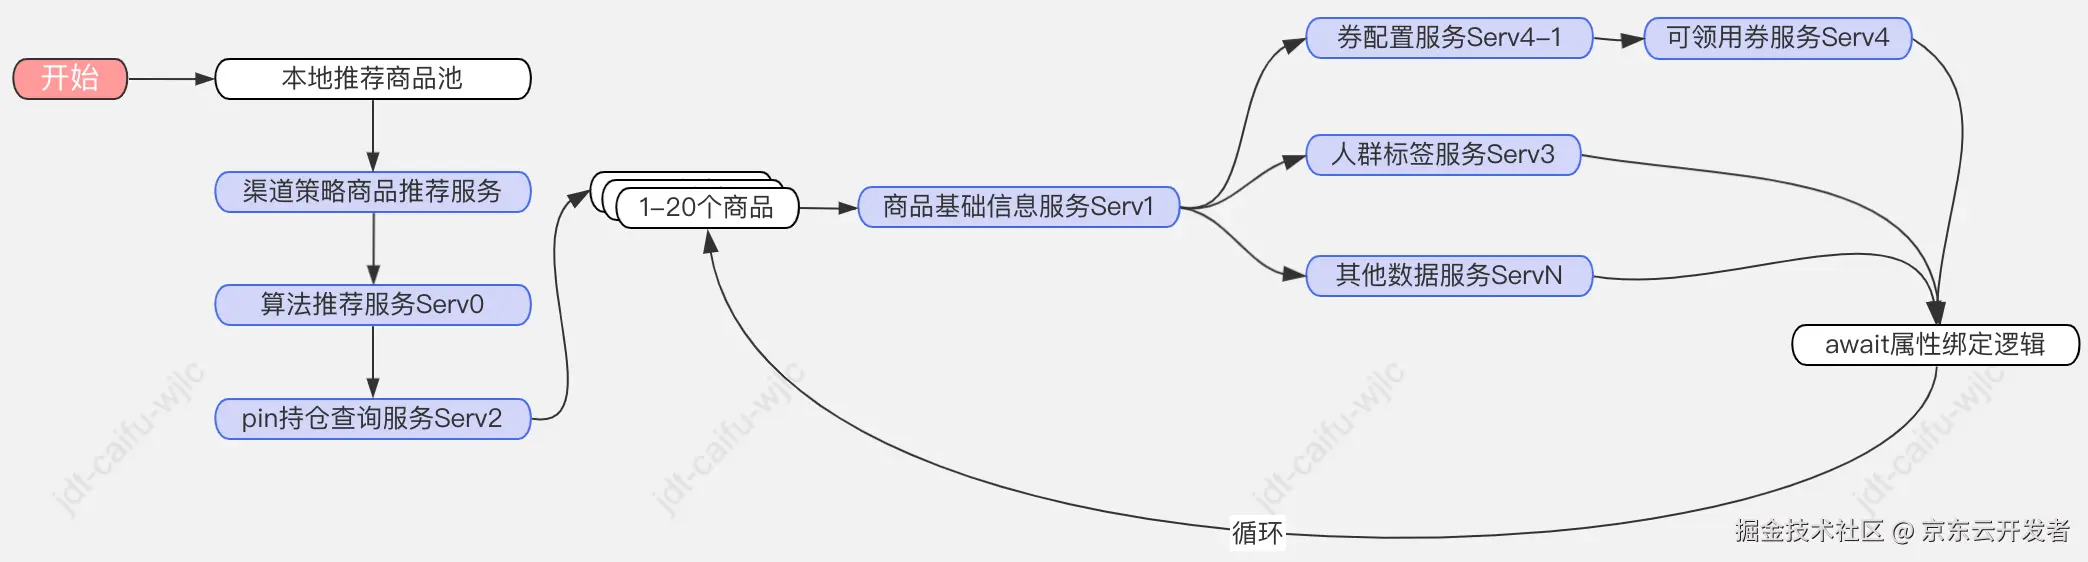 开始
本地推荐商品池
渠道策略商品推荐服务
算法推荐服务Serv0
pin持仓查询服务Serv2
1-20个商品
商品基础信息服务Serv1
券配置服务Serv4-1
可领用券服务Serv4
人群标签服务Serv3
其他数据服务ServN
await属性绑定逻辑
循环
jdt-caifu-wjlc
jdt-caifu-wjlc
jdt-caifu-wjlc
jdt-caifu-wjlc
掘金技术社区 @ 京东云开发者